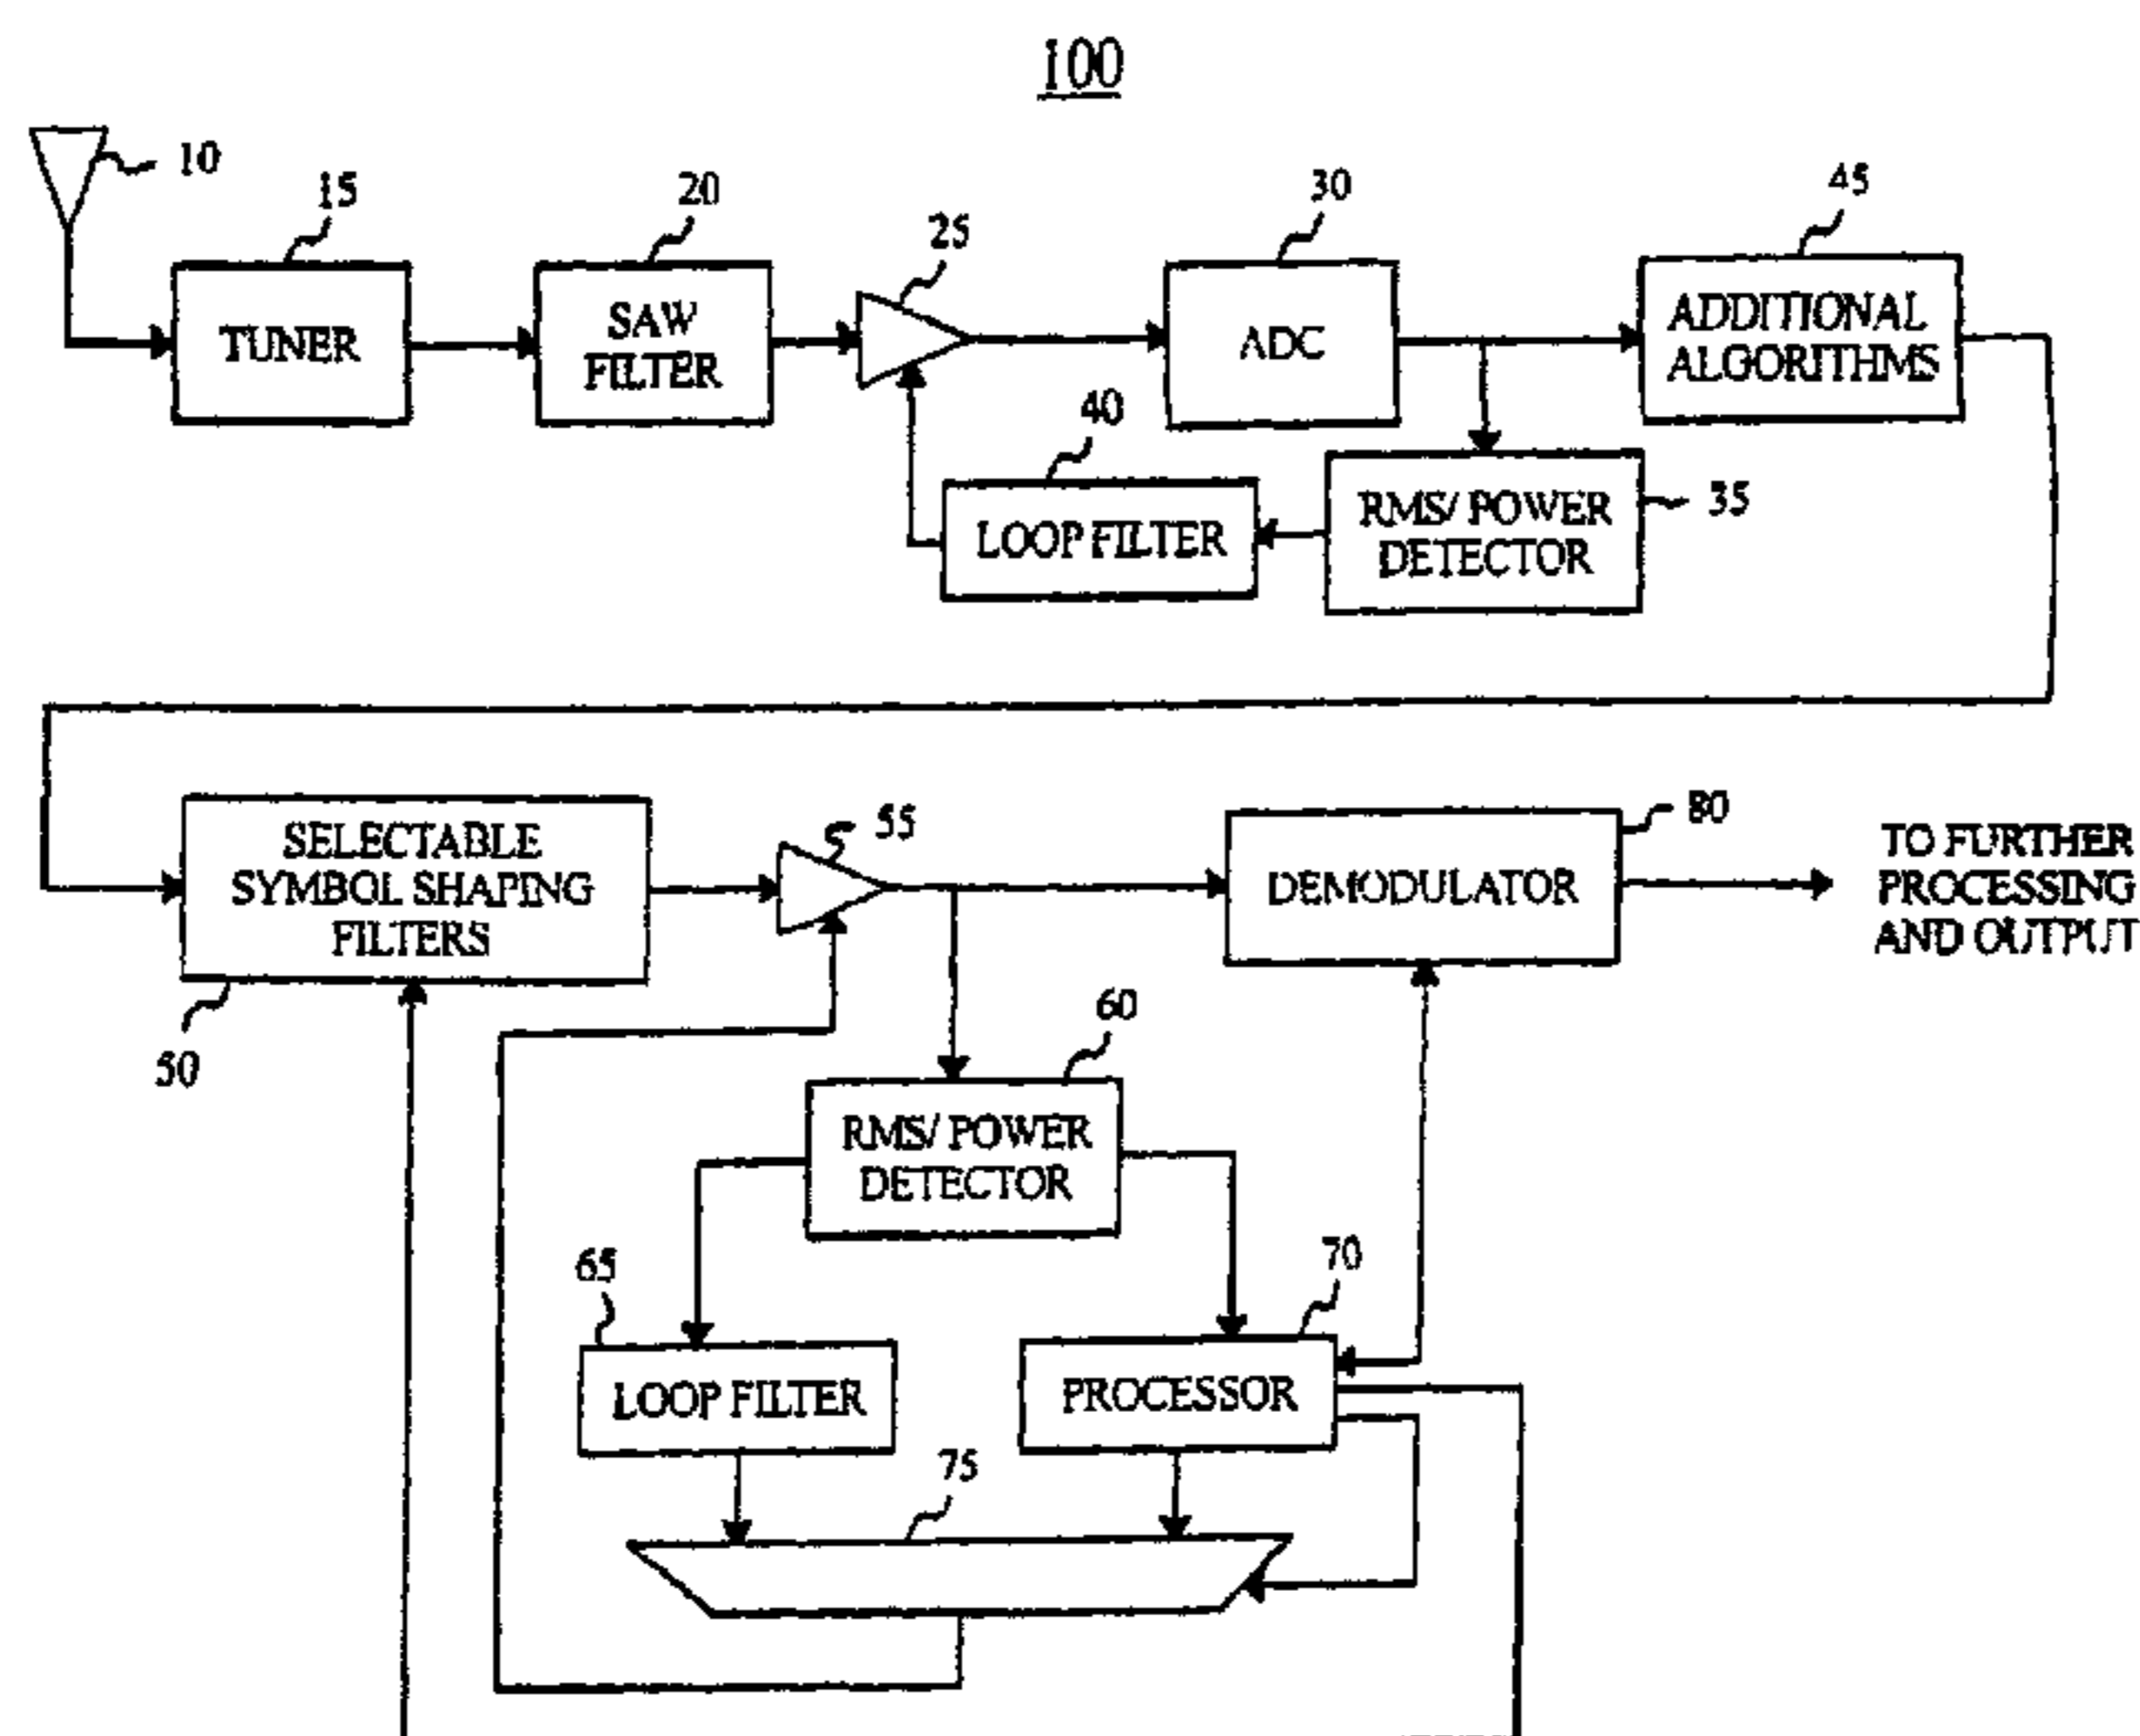 100
10
15
20
25
30
45
TUNER
SAW
FILTER
ADC
ADDITIONAL
ALGORITHMS
40
LOOP FILTER
RMS/ POWER
DETECTOR
35
SELECTABLE
SYMBOL SHAPING
FILTERS
50
55
DEMODULATOR
80
TO FURTHER
PROCESSING
AND OUTPUT
60
RMS/ POWER
DETECTOR
65
70
LOOP FILTER
PROCESSOR
75